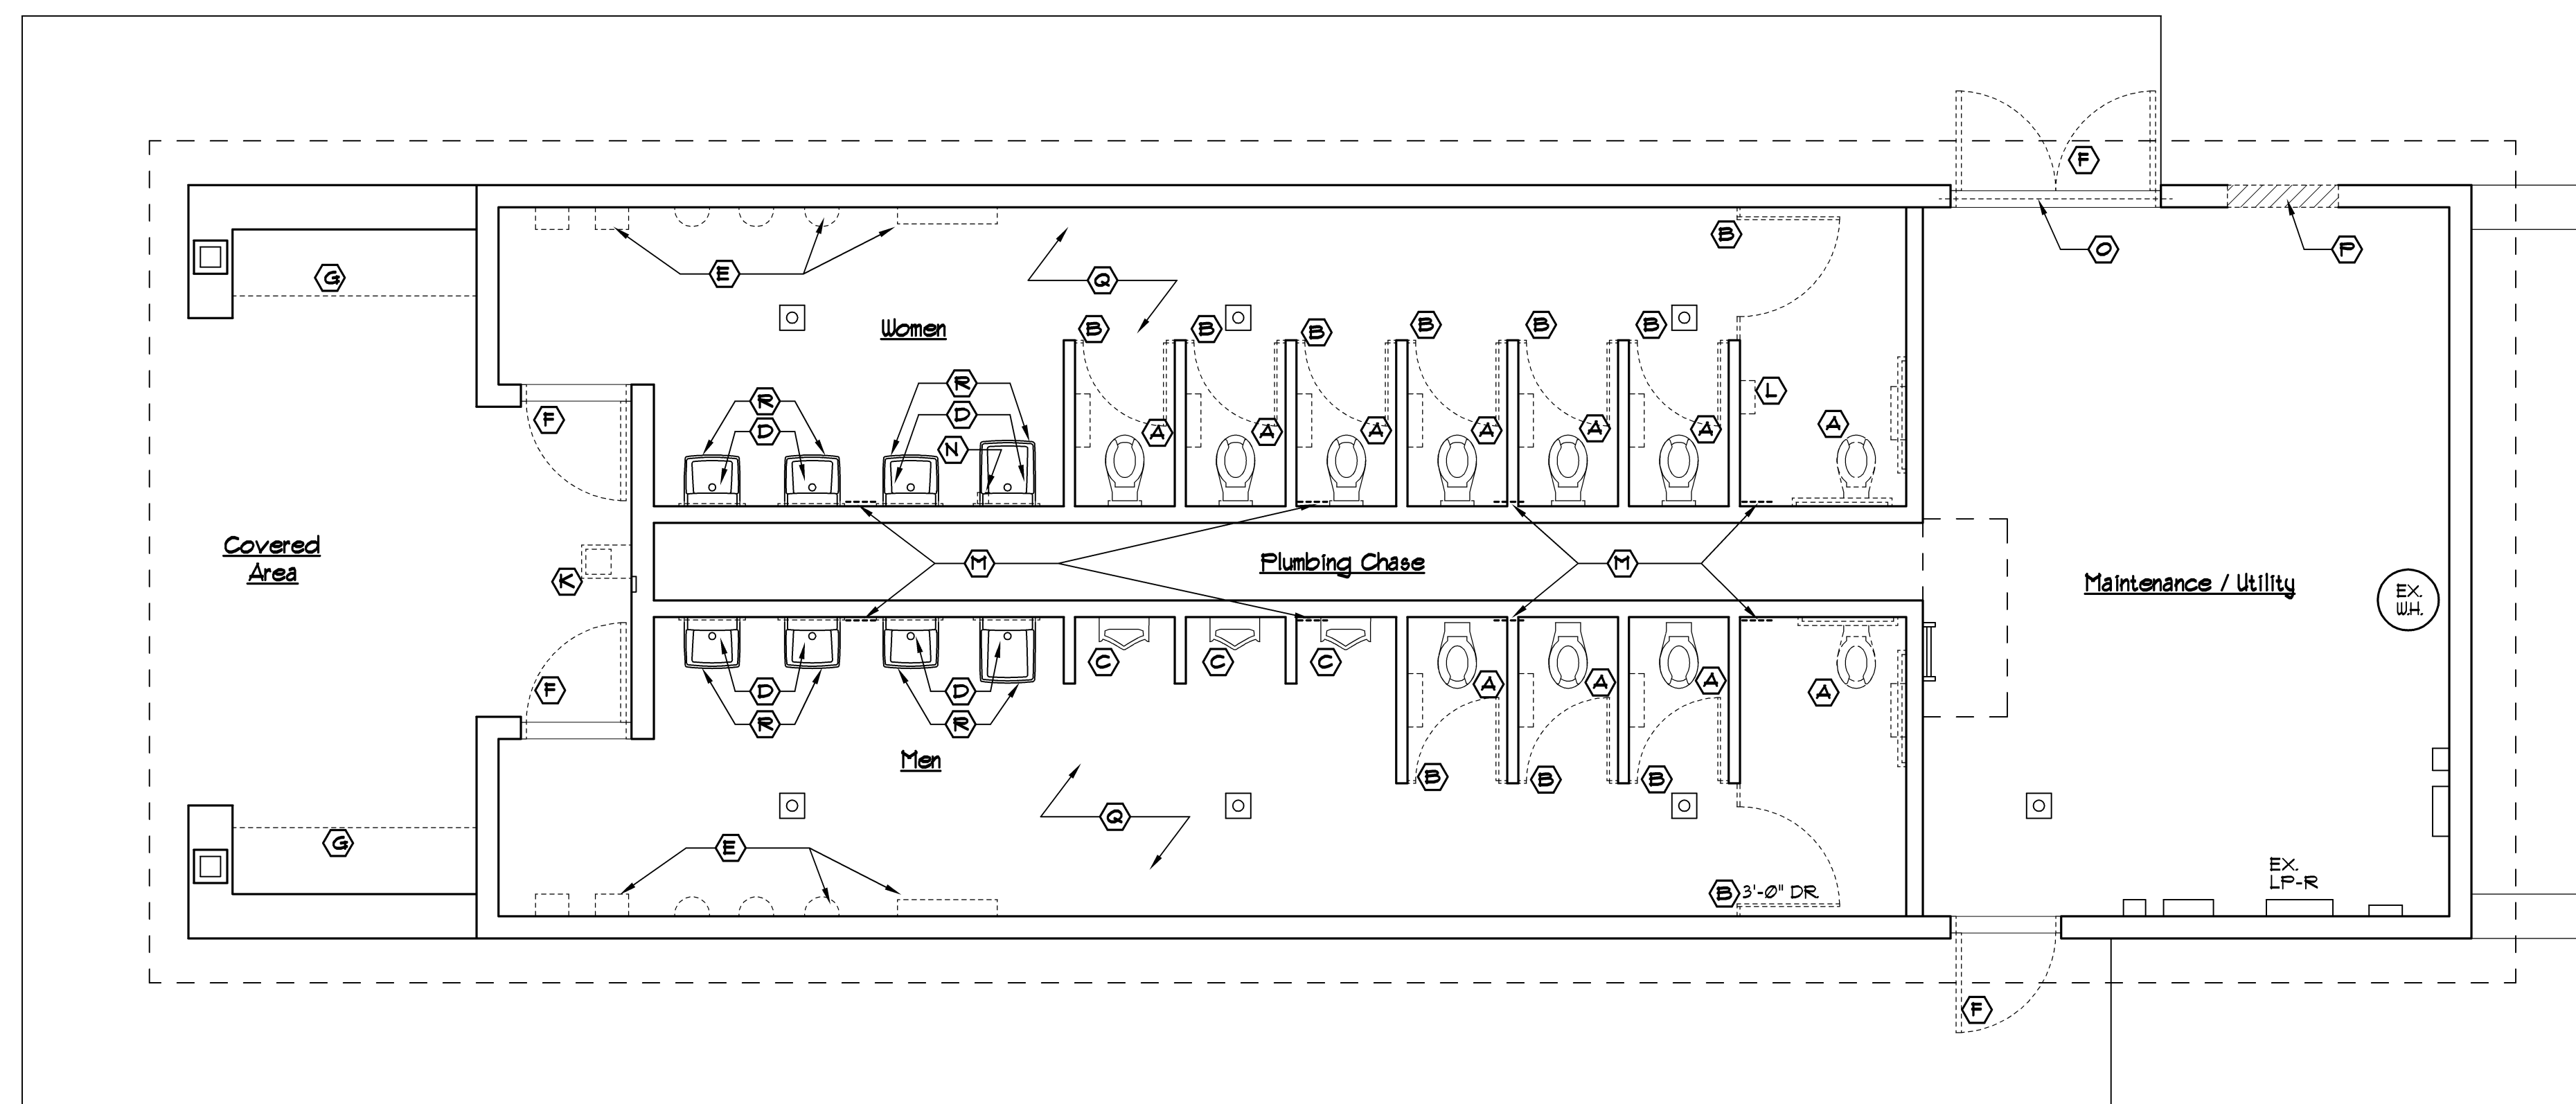 F
B
O
P
G
E
Q
Women
B
B
B
B
B
B
R
R
D
D
N
L
F
A
A
A
A
A
A
A
Covered
Area
K
M
Plumbing Chase
M
Maintenance / Utility
EX.
W.H.
F
C
C
C
A
A
A
A
D
D
R
R
Men
B
B
B
Q
G
E
B 3'-0" DR.
EX.
LP-R
F